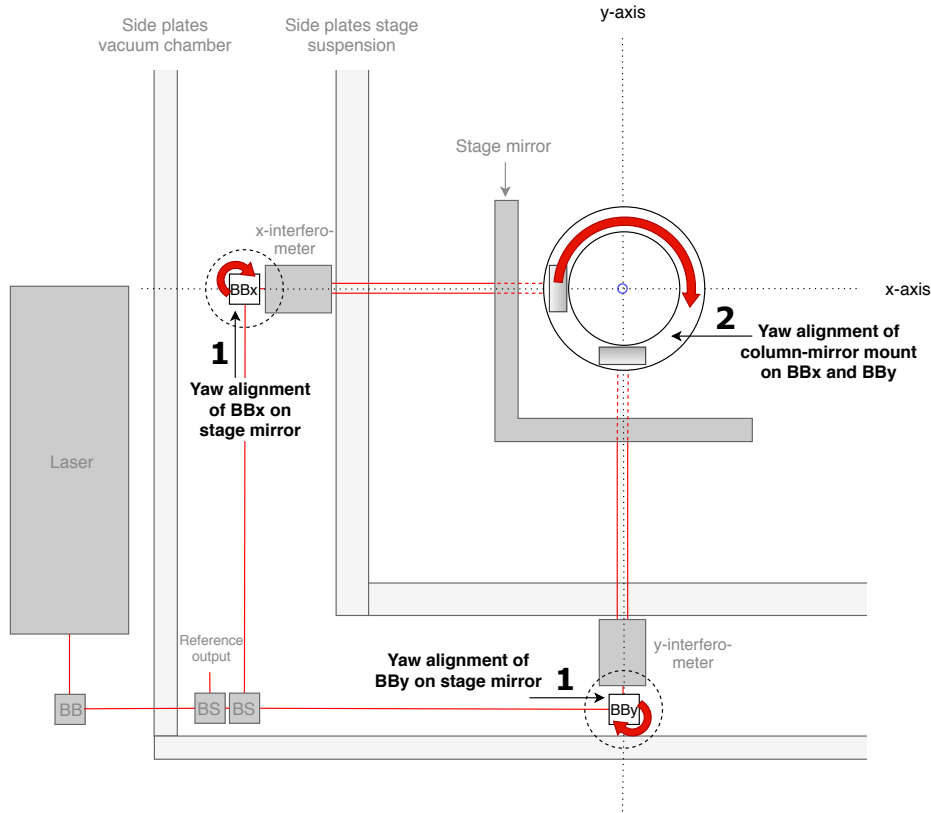 y-axis
Side plates
vacuum chamber
Side plates stage
suspension
Stage mirror
x-interfero-
meter
BBx
x-axis
1
Yaw alignment
of BBx on
stage mirror
2
Yaw alignment of
column-mirror mount
on BBx and BBy
Laser
Reference
output
y-interfero-
meter
Yaw alignment of
BBy on stage mirror
1
BB
BS
BS
BBy